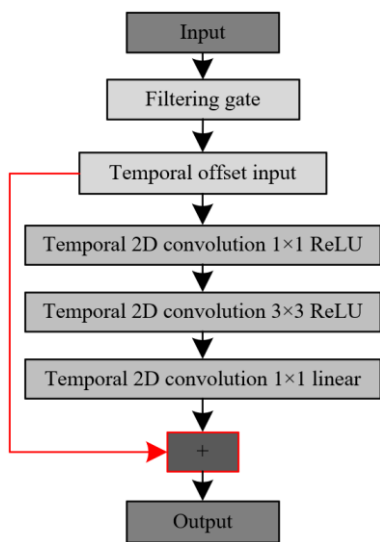 Input
Filtering gate
Temporal offset input
Temporal 2D convolution 1×1 ReLU
Temporal 2D convolution 3×3 ReLU
Temporal 2D convolution 1×1 linear
+
Output